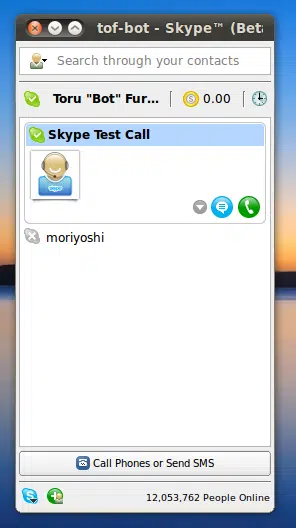 tof-bot - Skype™ (Beta
Search through your contacts
Toru "Bot" Fur... 0.00
Skype Test Call
skype
moriyoshi
Call Phones or Send SMS
12,053,762 People Online